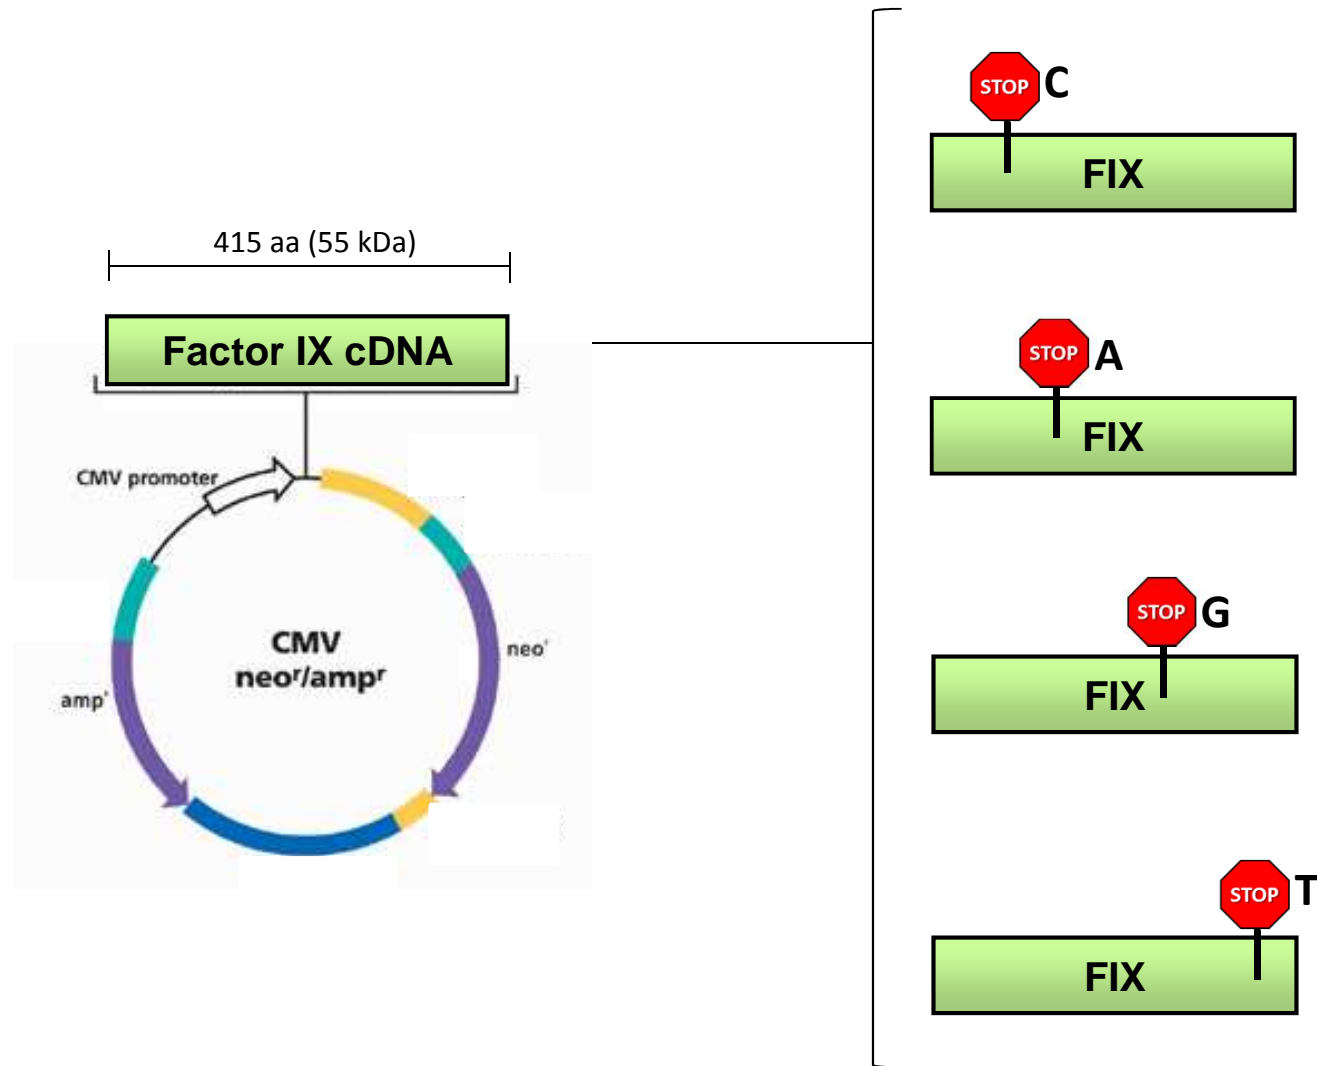 415 aa (55 kDa)
Factor IX cDNA
CMV promoter
CMV
neoʳ/ampʳ
neoʳ
ampʳ
STOP C
FIX
STOP A
FIX
STOP G
FIX
STOP T
FIX